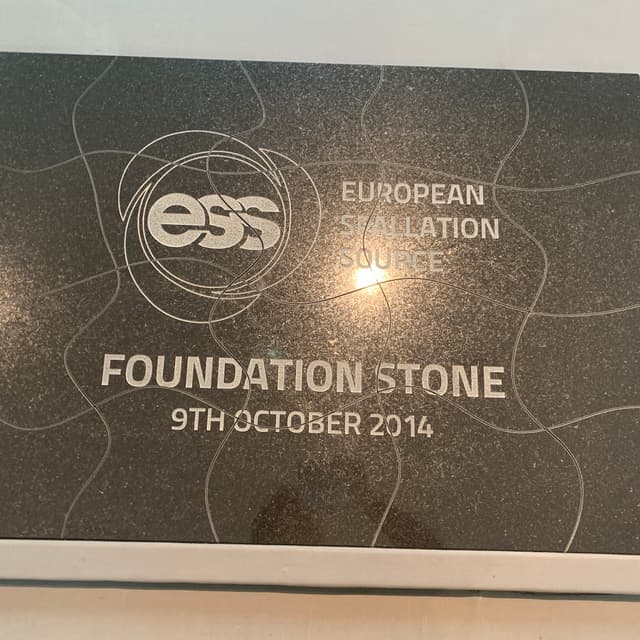 ess
EUROPEAN
SPALLATION
SOURCE
FOUNDATION STONE
9TH OCTOBER 2014